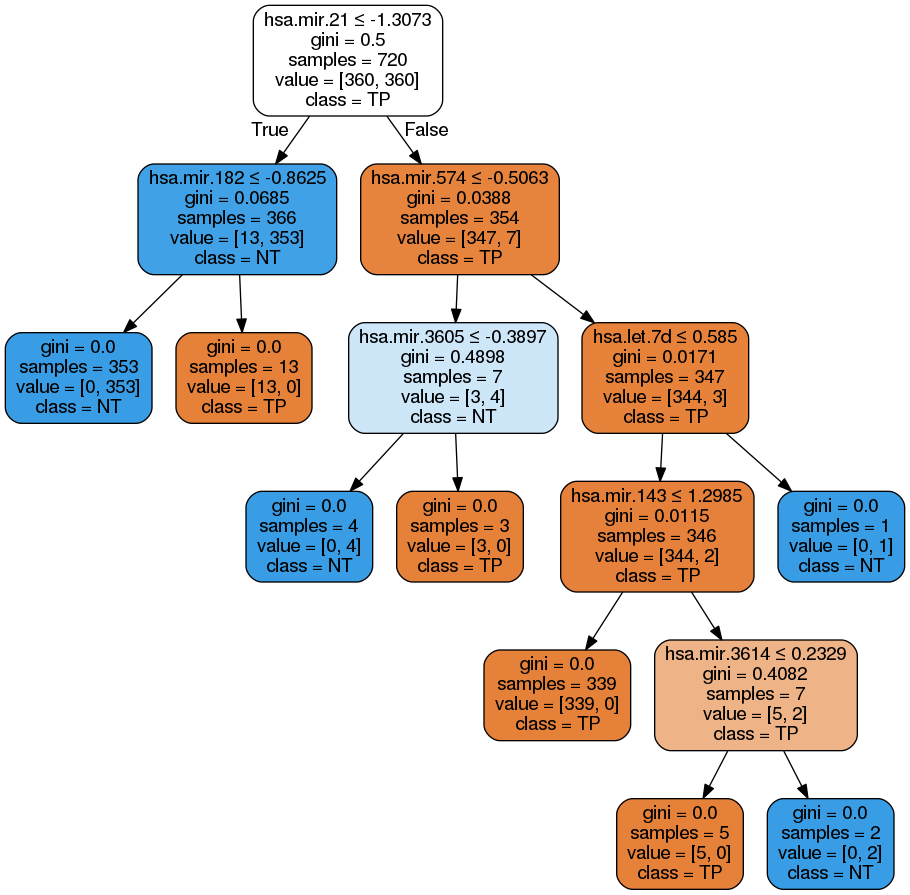 hsa.mir.21 ≤ -1.3073
gini = 0.5
samples = 720
value = [360, 360]
class = TP
True
False
hsa.mir.182 ≤ -0.8625
gini = 0.0685
samples = 366
value = [13, 353]
class = NT
hsa.mir.574 ≤ -0.5063
gini = 0.0388
samples = 354
value = [347, 7]
class = TP
gini = 0.0
samples = 353
value = [0, 353]
class = NT
gini = 0.0
samples = 13
value = [13, 0]
class = TP
hsa.mir.3605 ≤ -0.3897
gini = 0.4898
samples = 7
value = [3, 4]
class = NT
hsa.let.7d ≤ 0.585
gini = 0.0171
samples = 347
value = [344, 3]
class = TP
gini = 0.0
samples = 4
value = [0, 4]
class = NT
gini = 0.0
samples = 3
value = [3, 0]
class = TP
hsa.mir.143 ≤ 1.2985
gini = 0.0115
samples = 346
value = [344, 2]
class = TP
gini = 0.0
samples = 1
value = [0, 1]
class = NT
gini = 0.0
samples = 339
value = [339, 0]
class = TP
hsa.mir.3614 ≤ 0.2329
gini = 0.4082
samples = 7
value = [5, 2]
class = TP
gini = 0.0
samples = 5
value = [5, 0]
class = TP
gini = 0.0
samples = 2
value = [0, 2]
class = NT